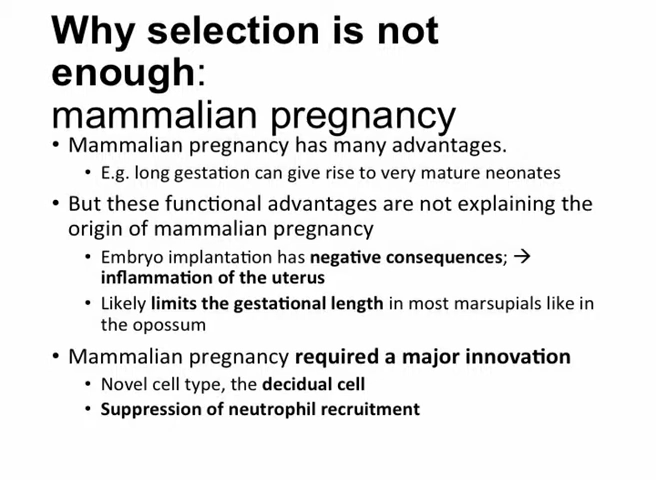 Why selection is not
enough:
mammalian pregnancy
• Mammalian pregnancy has many advantages.
• E.g. long gestation can give rise to very mature neonates
• But these functional advantages are not explaining the
origin of mammalian pregnancy
• Embryo implantation has negative consequences; →
inflammation of the uterus
• Likely limits the gestational length in most marsupials like in
the opossum
• Mammalian pregnancy required a major innovation
• Novel cell type, the decidual cell
• Suppression of neutrophil recruitment